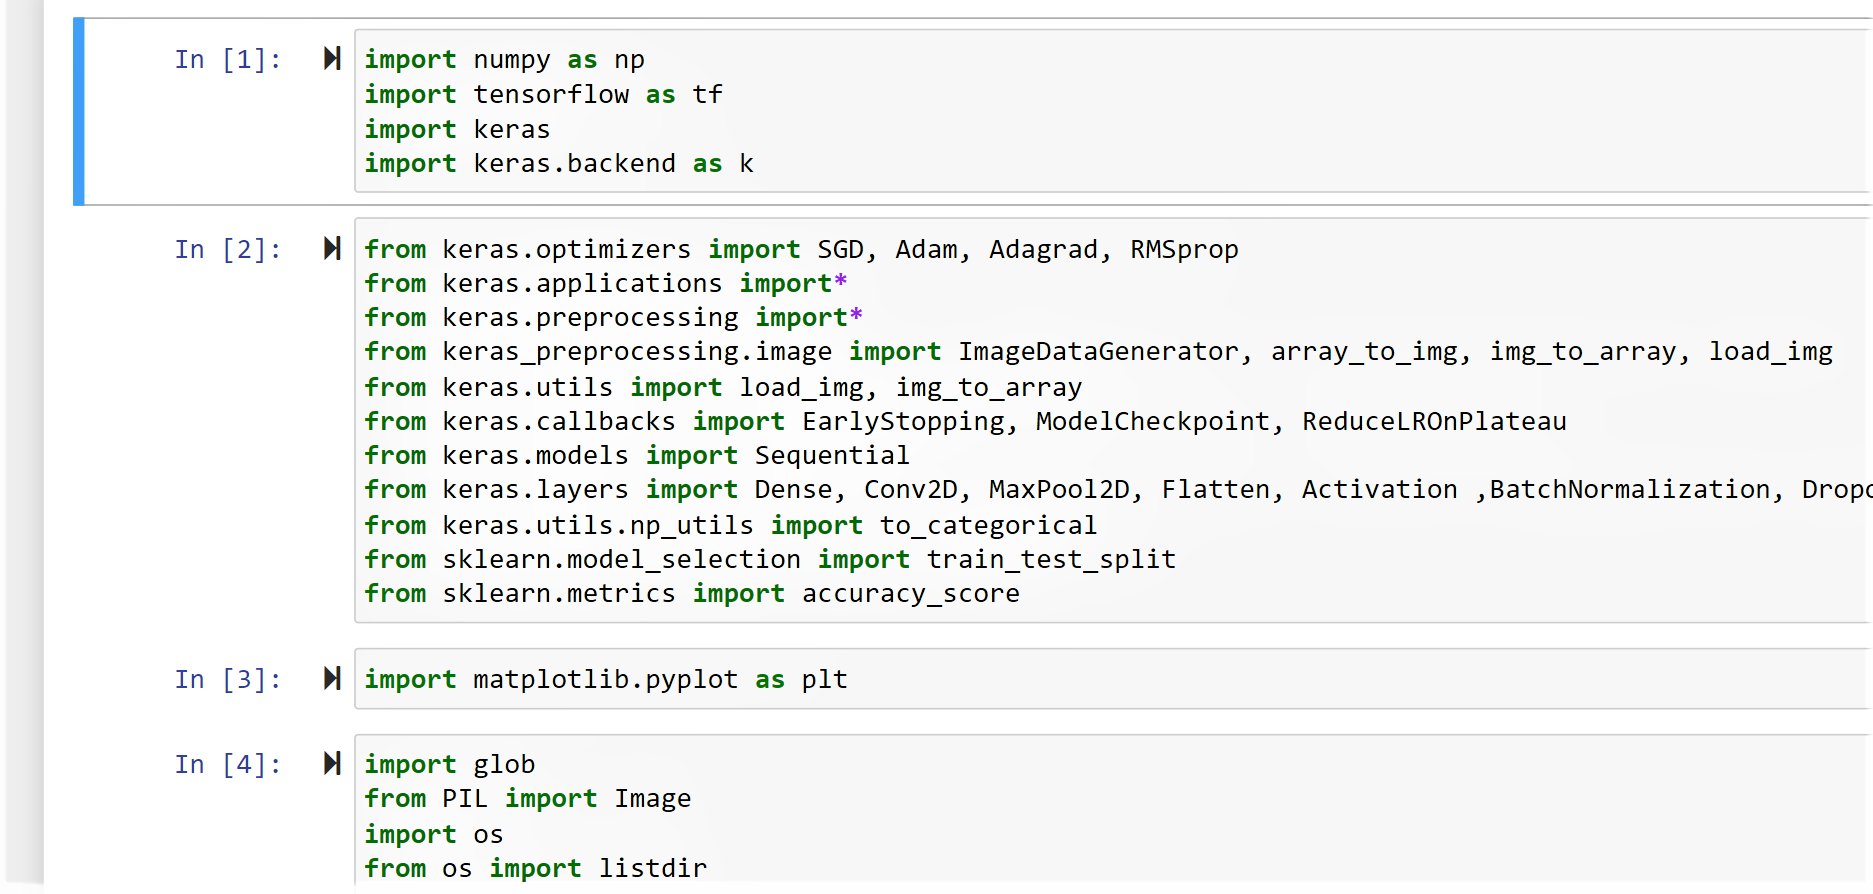 In [1]:
import numpy as np
import tensorflow as tf
import keras
import keras.backend as k
In [2]:
from keras.optimizers import SGD, Adam, Adagrad, RMSprop
from keras.applications import*
from keras.preprocessing import*
from keras_preprocessing.image import ImageDataGenerator, array_to_img, img_to_array, load_img
from keras.utils import load_img, img_to_array
from keras.callbacks import EarlyStopping, ModelCheckpoint, ReduceLROnPlateau
from keras.models import Sequential
from keras.layers import Dense, Conv2D, MaxPool2D, Flatten, Activation ,BatchNormalization,
from keras.utils.np_utils import to_categorical
from sklearn.model_selection import train_test_split
from sklearn.metrics import accuracy_score
In [3]:
import matplotlib.pyplot as plt
In [4]:
import glob
from PIL import Image
import os
from os import listdir